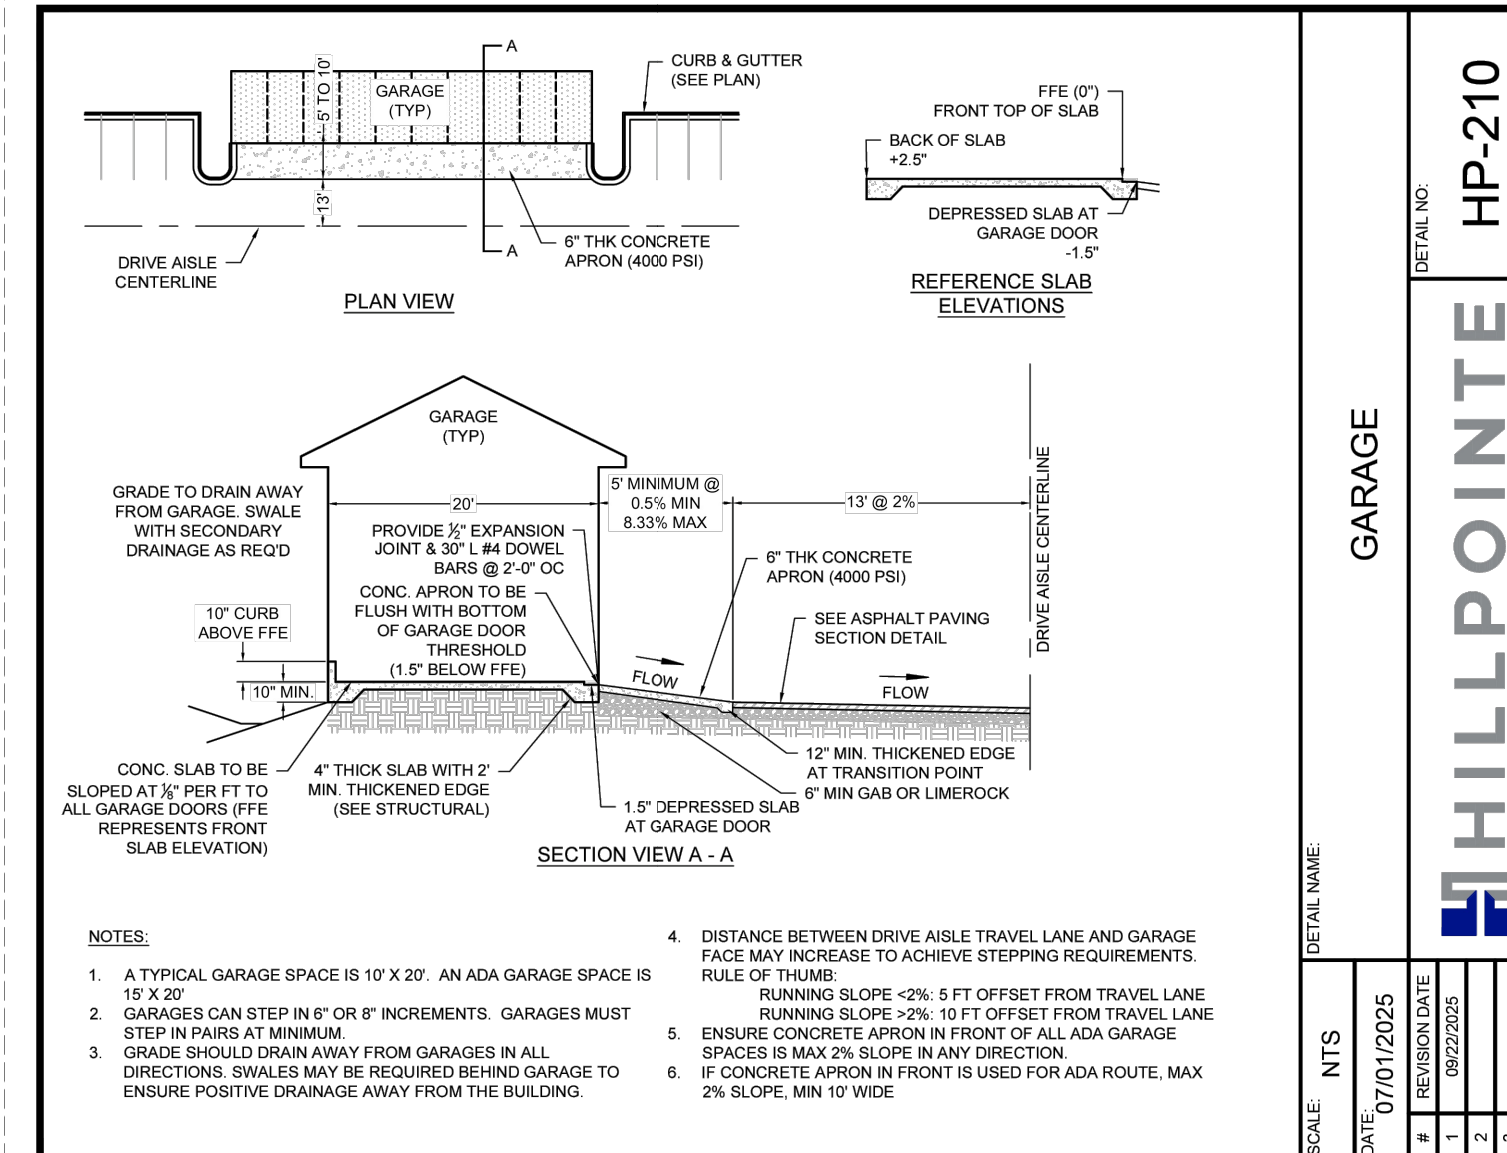 A
CURB & GUTTER
(SEE PLAN)
5' TO 10'
GARAGE
(TYP)
13'
A
6" THK CONCRETE
APRON (4000 PSI)
DRIVE AISLE
CENTERLINE
PLAN VIEW
FFE (0")
FRONT TOP OF SLAB
BACK OF SLAB
+2.5"
DEPRESSED SLAB AT
GARAGE DOOR
-1.5"
REFERENCE SLAB
ELEVATIONS
GARAGE
(TYP)
GRADE TO DRAIN AWAY
FROM GARAGE. SWALE
WITH SECONDARY
DRAINAGE AS REQ'D
20'
5' MINIMUM @
0.5% MIN
8.33% MAX
13' @ 2%
DRIVE AISLE CENTERLINE
PROVIDE ½" EXPANSION
JOINT & 30" L #4 DOWEL
BARS @ 2'-0" OC
CONC. APRON TO BE
FLUSH WITH BOTTOM
OF GARAGE DOOR
THRESHOLD
(1.5" BELOW FFE)
6" THK CONCRETE
APRON (4000 PSI)
SEE ASPHALT PAVING
SECTION DETAIL
10" CURB
ABOVE FFE
10" MIN.
FLOW
FLOW
CONC. SLAB TO BE
SLOPED AT ⅛" PER FT TO
ALL GARAGE DOORS (FFE
REPRESENTS FRONT
SLAB ELEVATION)
4" THICK SLAB WITH 2'
MIN. THICKENED EDGE
(SEE STRUCTURAL)
12" MIN. THICKENED EDGE
AT TRANSITION POINT
6" MIN GAB OR LIMEROCK
1.5" DEPRESSED SLAB
AT GARAGE DOOR
SECTION VIEW A - A
NOTES:
1. A TYPICAL GARAGE SPACE IS 10' X 20'. AN ADA GARAGE SPACE IS
15' X 20'
2. GARAGES CAN STEP IN 6" OR 8" INCREMENTS. GARAGES MUST
STEP IN PAIRS AT MINIMUM.
3. GRADE SHOULD DRAIN AWAY FROM GARAGES IN ALL
DIRECTIONS. SWALES MAY BE REQUIRED BEHIND GARAGE TO
ENSURE POSITIVE DRAINAGE AWAY FROM THE BUILDING.
4. DISTANCE BETWEEN DRIVE AISLE TRAVEL LANE AND GARAGE
FACE MAY INCREASE TO ACHIEVE STEPPING REQUIREMENTS.
RULE OF THUMB:
RUNNING SLOPE <2%: 5 FT OFFSET FROM TRAVEL LANE
RUNNING SLOPE >2%: 10 FT OFFSET FROM TRAVEL LANE
5. ENSURE CONCRETE APRON IN FRONT OF ALL ADA GARAGE
SPACES IS MAX 2% SLOPE IN ANY DIRECTION.
6. IF CONCRETE APRON IN FRONT IS USED FOR ADA ROUTE, MAX
2% SLOPE, MIN 10' WIDE
DETAIL NO:
HP-210
HILLPOINTE
DETAIL NAME:
GARAGE
SCALE:
NTS
DATE:
07/01/2025
# REVISION DATE
1 09/22/2025
2